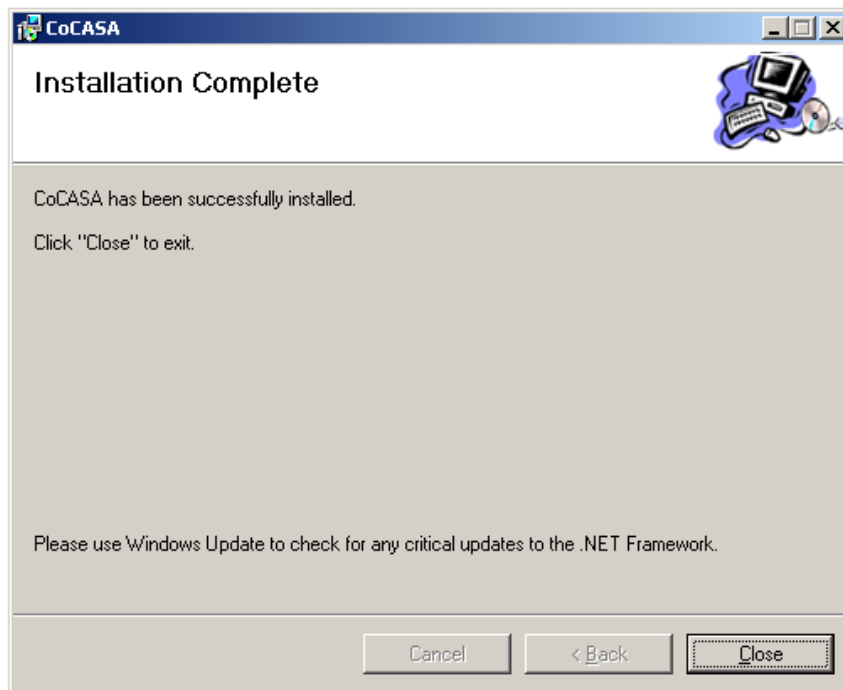 CoCASA
Installation Complete
CoCASA has been successfully installed.
Click "Close" to exit.
Please use Windows Update to check for any critical updates to the .NET Framework.
Cancel
< Back
Close